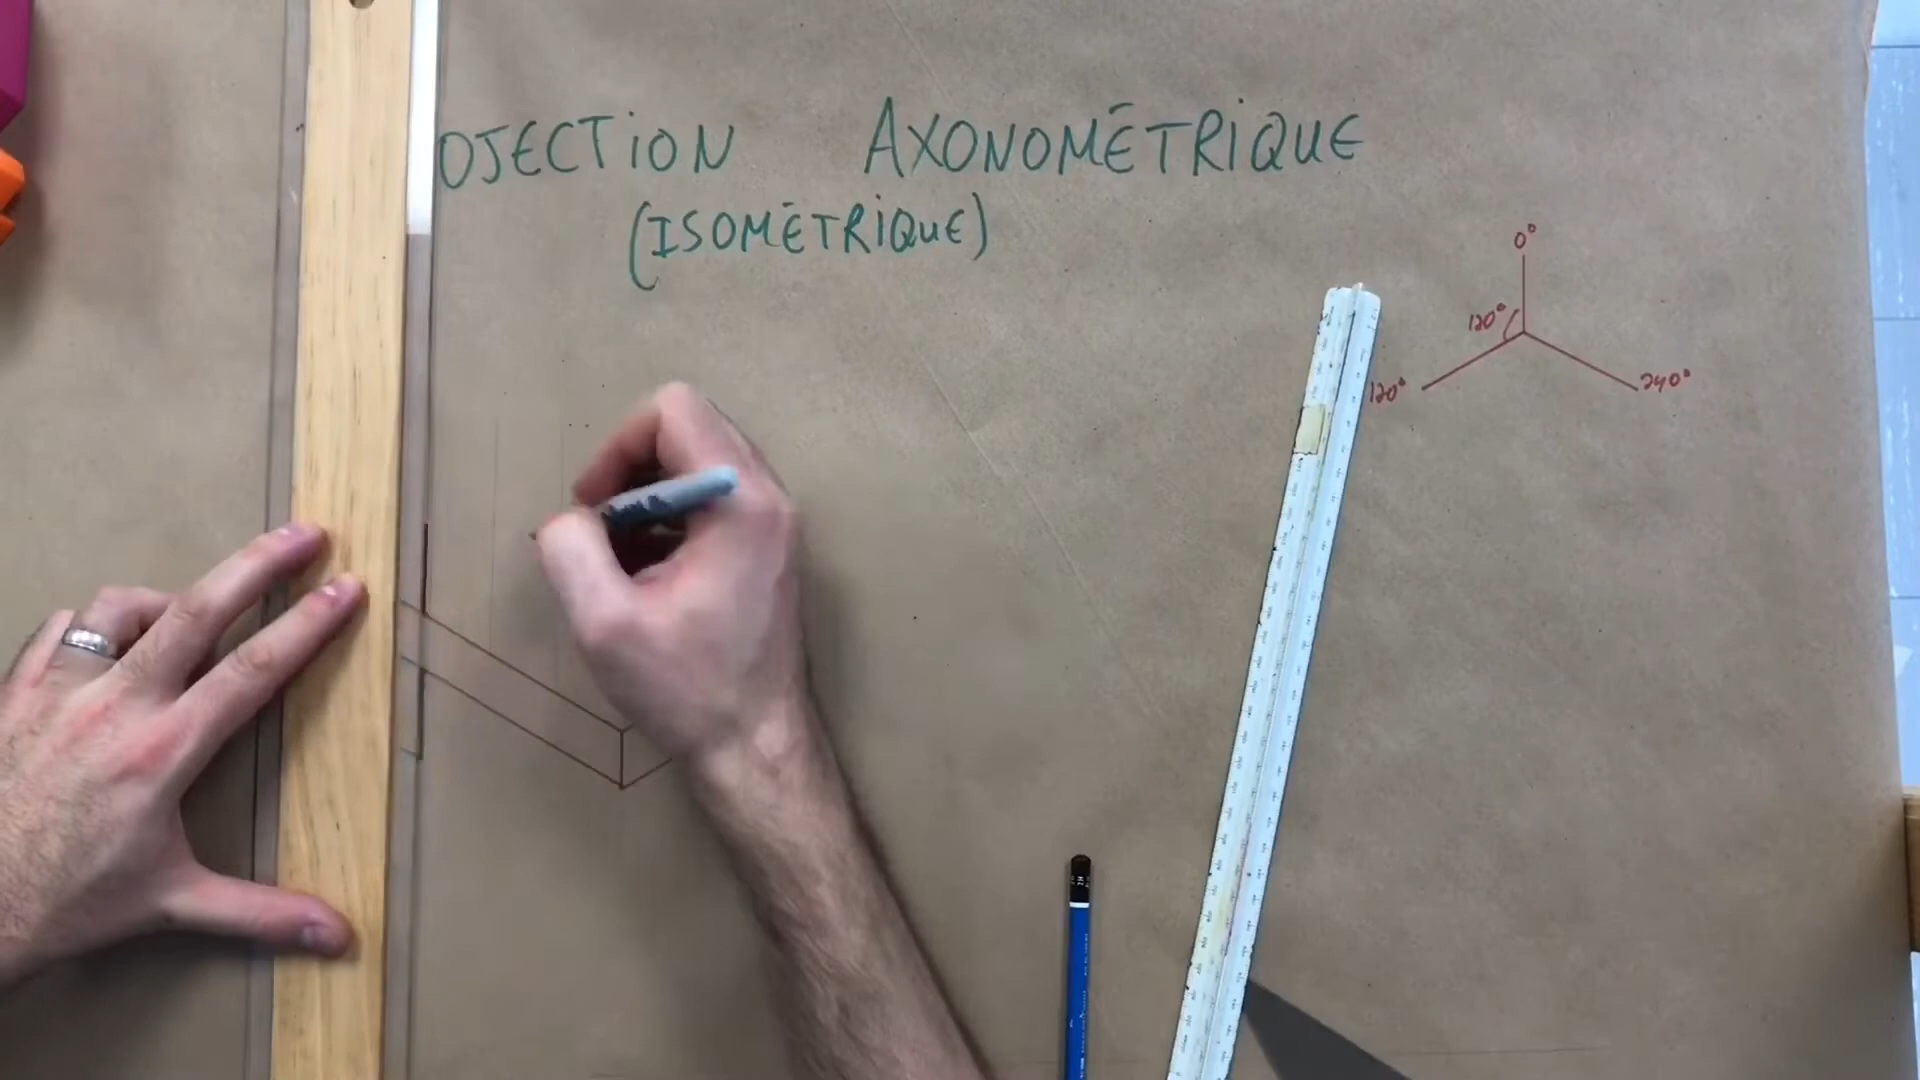 OJECTION AXONOMÉTRIQUE
(ISOMÉTRIQUE)
0°
120°
120°
240°